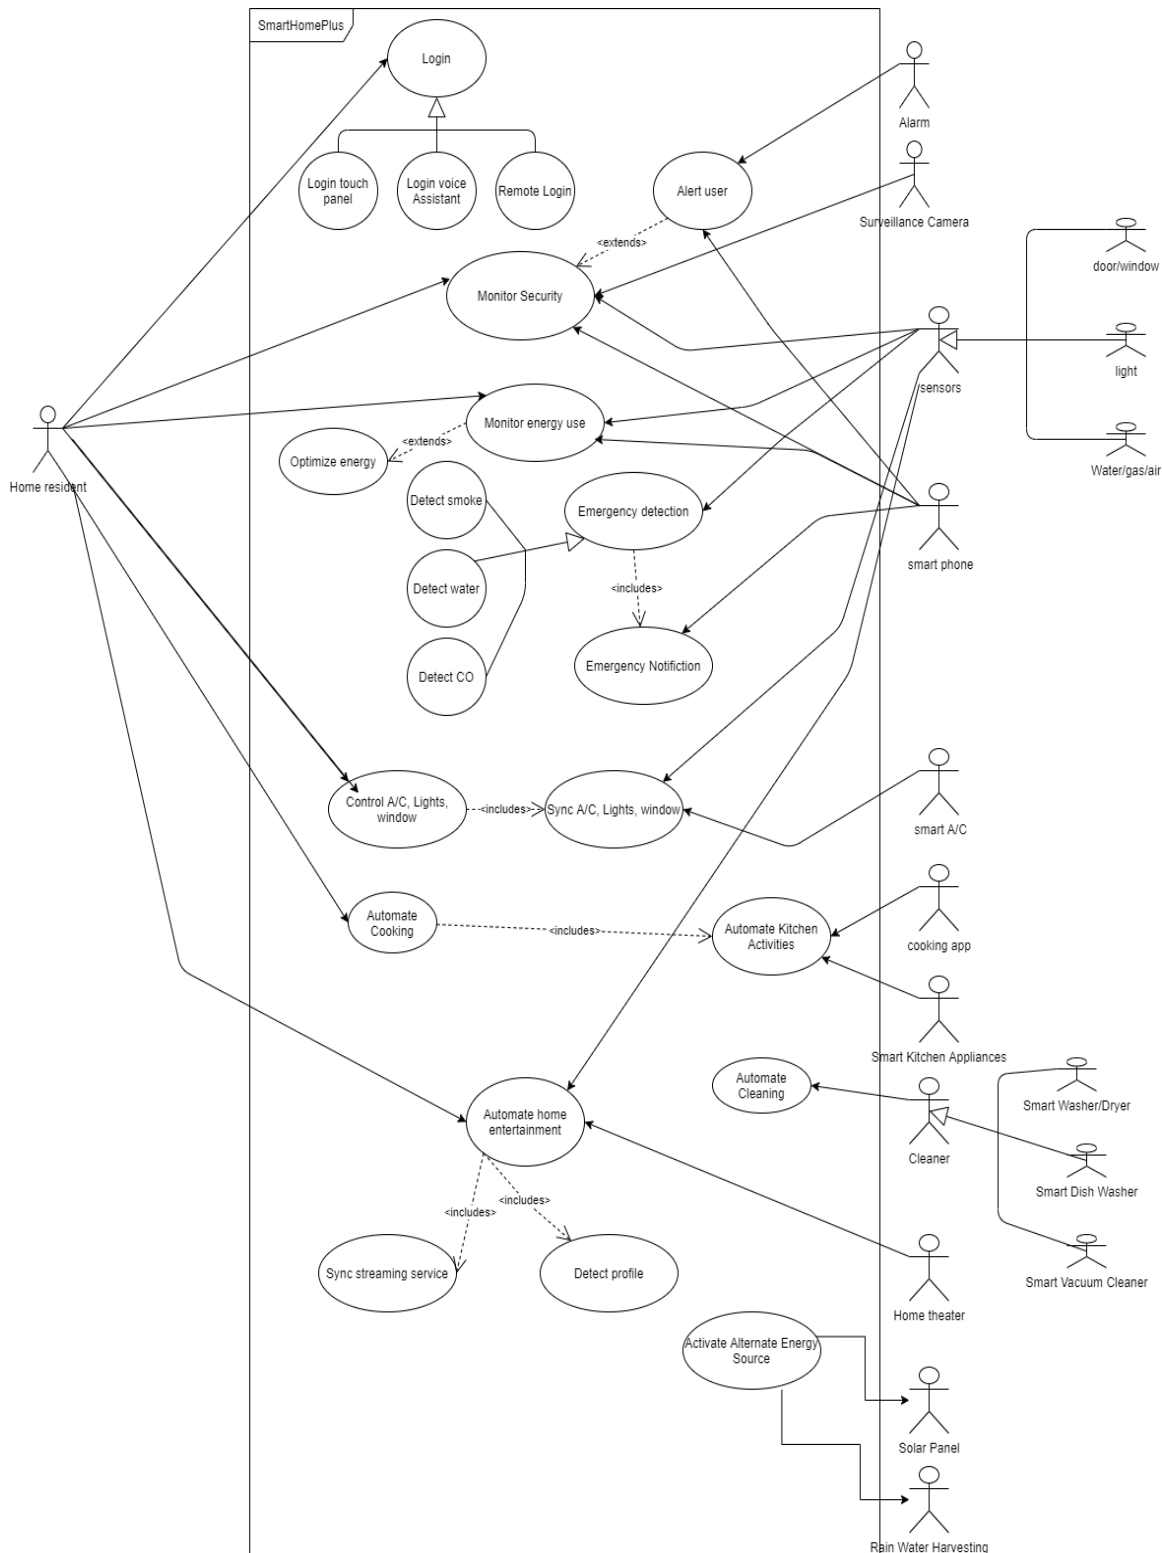 SmartHomePlus
Login
Alarm
Login touch
panel
Login voice
Assistant
Remote Login
Alert user
Surveillance Camera
<extends>
door/window
Monitor Security
light
sensors
Monitor energy use
<extends>
Optimize energy
Water/gas/air
Home resident
Detect smoke
Emergency detection
smart phone
Detect water
<includes>
Emergency Notifiction
Detect CO
Control A/C, Lights,
window
<includes>
Sync A/C, Lights, window
smart A/C
Automate
Cooking
<includes>
Automate Kitchen
Activities
cooking app
Smart Kitchen Appliances
Automate
Cleaning
Smart Washer/Dryer
Automate home
entertainment
Cleaner
Smart Dish Washer
<includes>
<includes>
Sync streaming service
Detect profile
Smart Vacuum Cleaner
Home theater
Activate Alternate Energy
Source
Solar Panel
Rain Water Harvesting